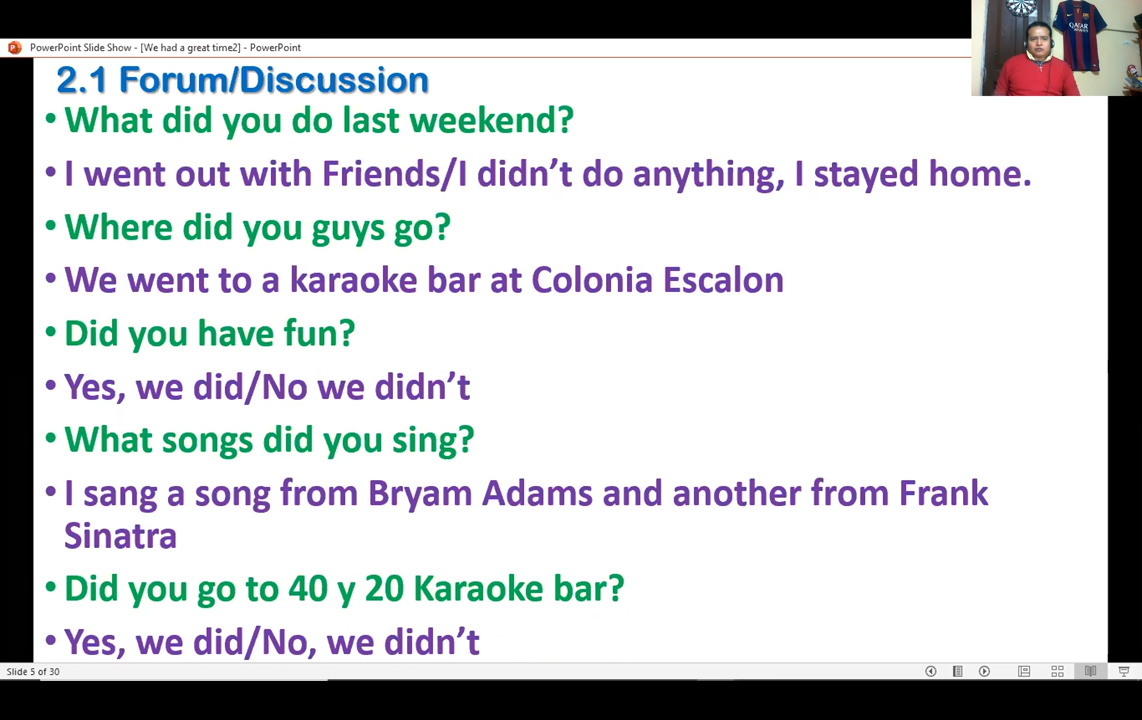 PowerPoint Slide Show - [We had a great time2] - PowerPoint
QATAR
2.1 Forum/Discussion
• What did you do last weekend?
• I went out with Friends/I didn't do anything, I stayed home.
• Where did you guys go?
• We went to a karaoke bar at Colonia Escalon
• Did you have fun?
• Yes, we did/No we didn't
• What songs did you sing?
• I sang a song from Bryam Adams and another from Frank
Sinatra
• Did you go to 40 y 20 Karaoke bar?
• Yes, we did/No, we didn't
Slide 5 of 30